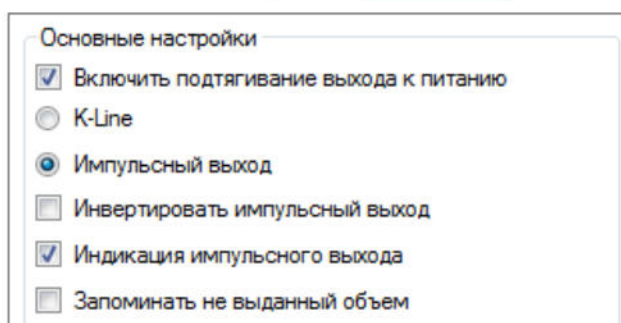 Основные настройки
Включить подтягивание выхода к питанию
K-Line
Импульсный выход
Инвертировать импульсный выход
Индикация импульсного выхода
Запоминать не выданный объем